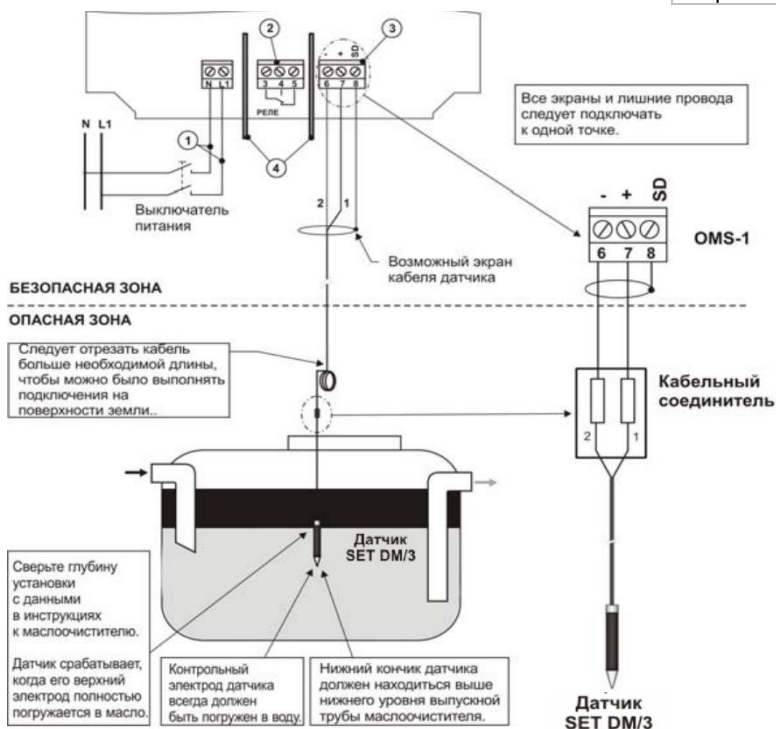 2
- + SD
3
N L1
3 4 5
6 7 8
РЕЛЕ
N L1
1
4
Выключатель
питания
2 1
Возможный экран
кабеля датчика
Все экраны и лишние провода
следует подключать
к одной точке.
- + SD
OMS-1
6 7 8
БЕЗОПАСНАЯ ЗОНА
ОПАСНАЯ ЗОНА
Следует отрезать кабель
больше необходимой длины,
чтобы можно было выполнять
подключения на
поверхности земли..
Кабельный
соединитель
2 1
Датчик
SET DM/3
Сверьте глубину
установки
с данными
в инструкциях
к маслоочистителю.
Датчик срабатывает,
когда его верхний
электрод полностью
погружается в масло.
Контрольный
электрод датчика
всегда должен
быть погружен в воду.
Нижний кончик датчика
должен находиться выше
нижнего уровня выпускной
трубы маслоочистителя.
Датчик
SET DM/3